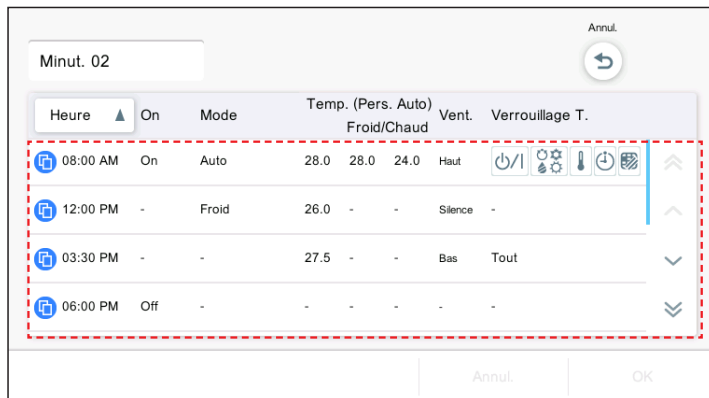 Annul.
Minut. 02
Heure On Mode Temp. (Pers. Auto) Froid/Chaud Vent. Verrouillage T.
08:00 AM On Auto 28.0 28.0 24.0 Haut
12:00 PM - Froid 26.0 - - Silence -
03:30 PM - - 27.5 - - Bas Tout
06:00 PM Off - - - - - -
Annul. OK